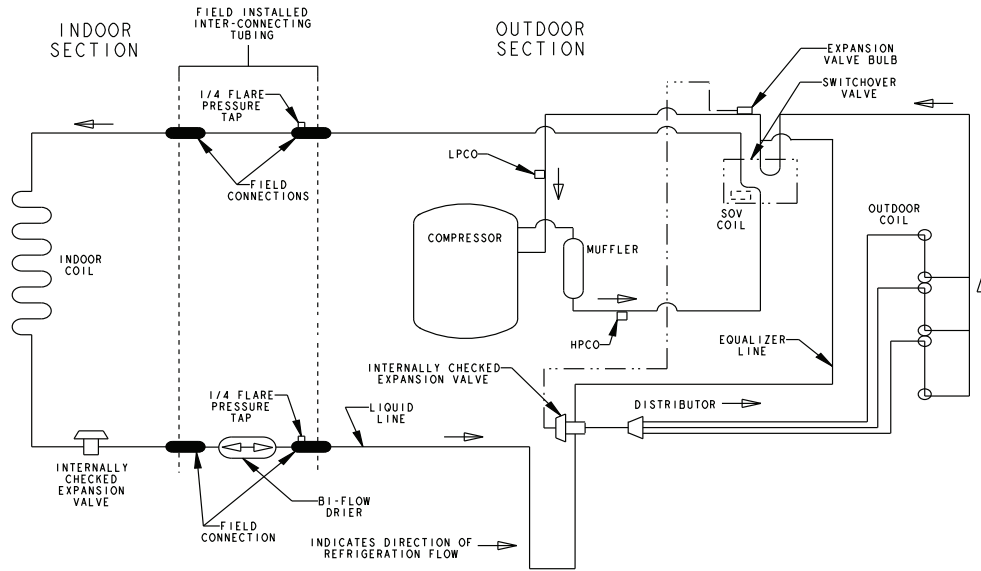 INDOOR
SECTION
FIELD INSTALLED
INTER-CONNECTING
TUBING
OUTDOOR
SECTION
EXPANSION
VALVE BULB
SWITCHOVER
VALVE
1/4 FLARE
PRESSURE
TAP
LPCO
FIELD
CONNECTIONS
SOV
COIL
OUTDOOR
COIL
COMPRESSOR
MUFFLER
INDOOR
COIL
HPCO
EQUALIZER
LINE
INTERNALLY CHECKED
EXPANSION VALVE
1/4 FLARE
PRESSURE
TAP
LIQUID
LINE
DISTRIBUTOR
INTERNALLY
CHECKED
EXPANSION
VALVE
BI-FLOW
DRIER
FIELD
CONNECTION
INDICATES DIRECTION OF
REFRIGERATION FLOW